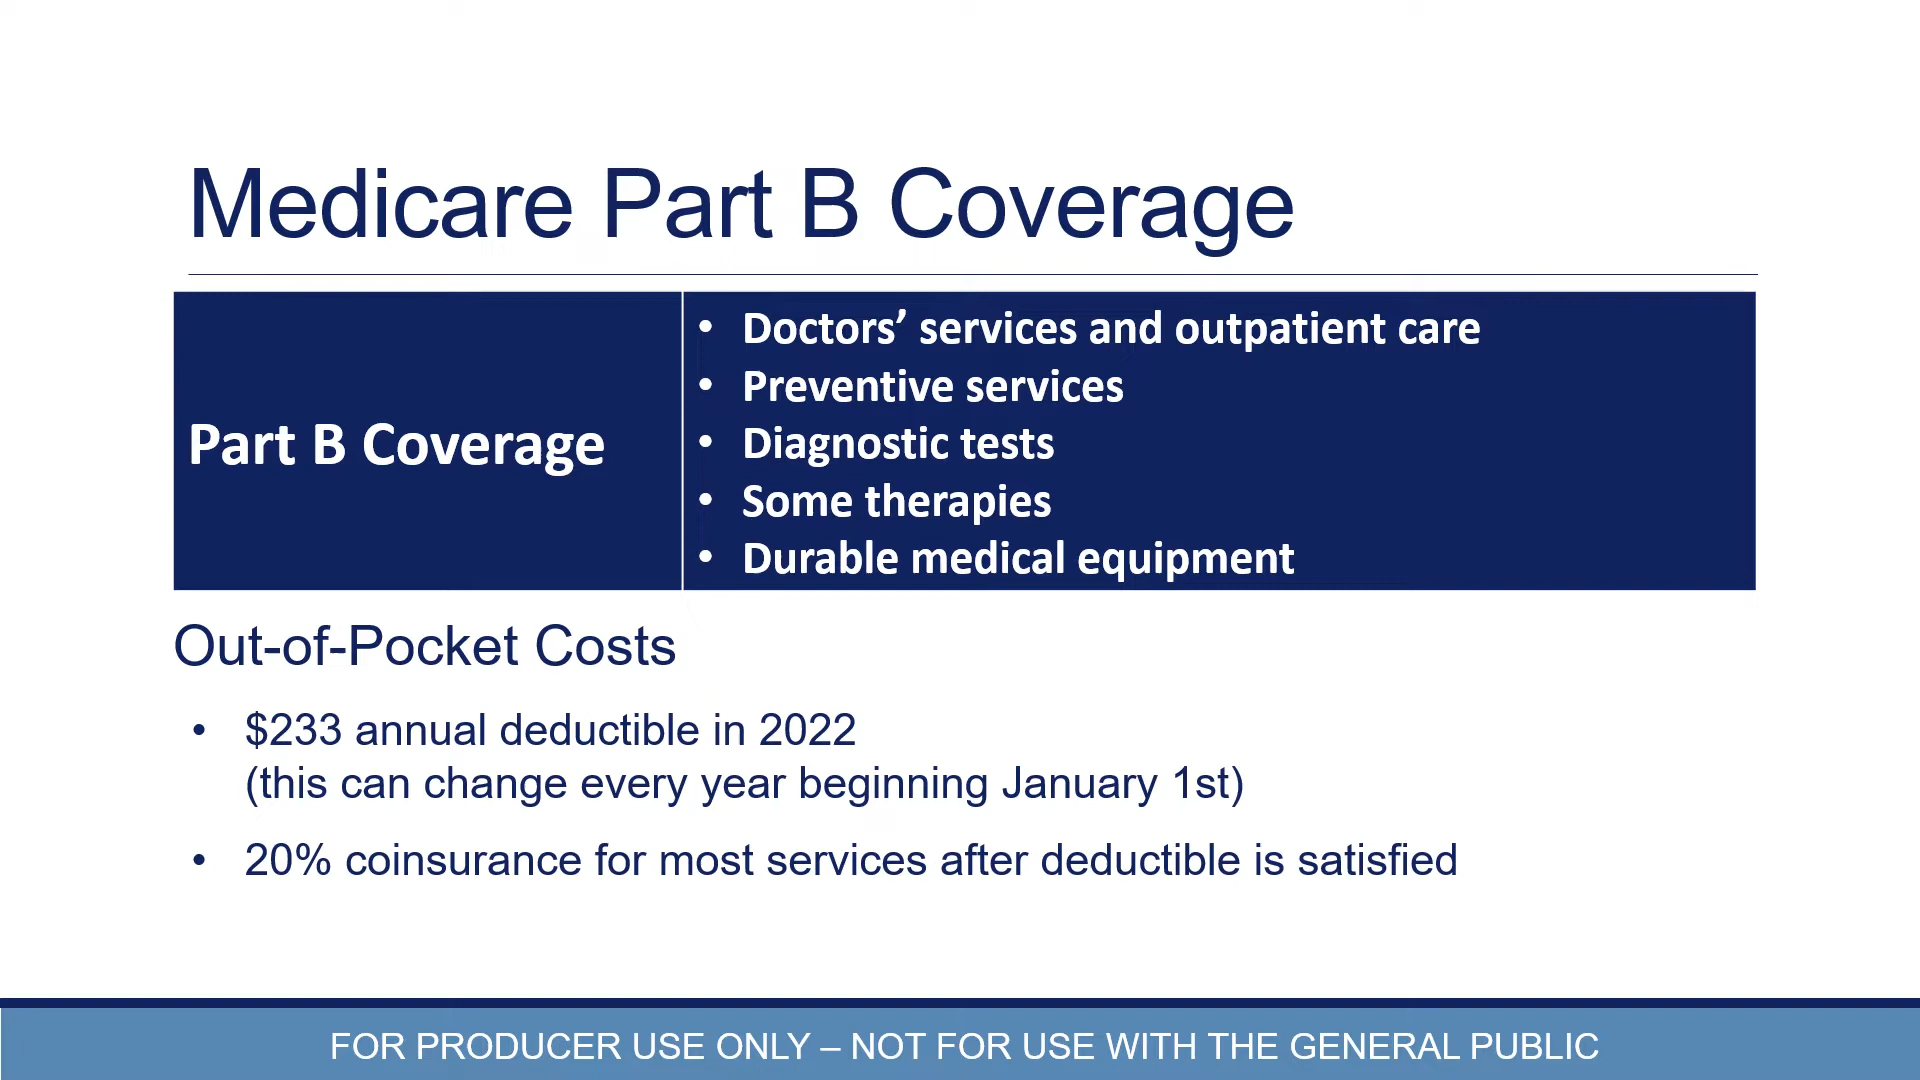 Medicare Part B Coverage
Part B Coverage
• Doctors’ services and outpatient care
• Preventive services
• Diagnostic tests
• Some therapies
• Durable medical equipment
Out-of-Pocket Costs
• $233 annual deductible in 2022
(this can change every year beginning January 1st)
• 20% coinsurance for most services after deductible is satisfied
FOR PRODUCER USE ONLY – NOT FOR USE WITH THE GENERAL PUBLIC